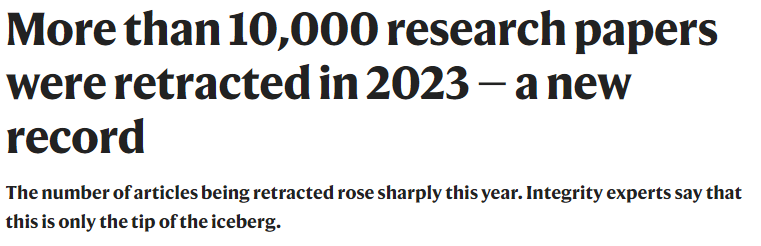 More than 10,000 research papers
were retracted in 2023 — a new
record
The number of articles being retracted rose sharply this year. Integrity experts say that
this is only the tip of the iceberg.